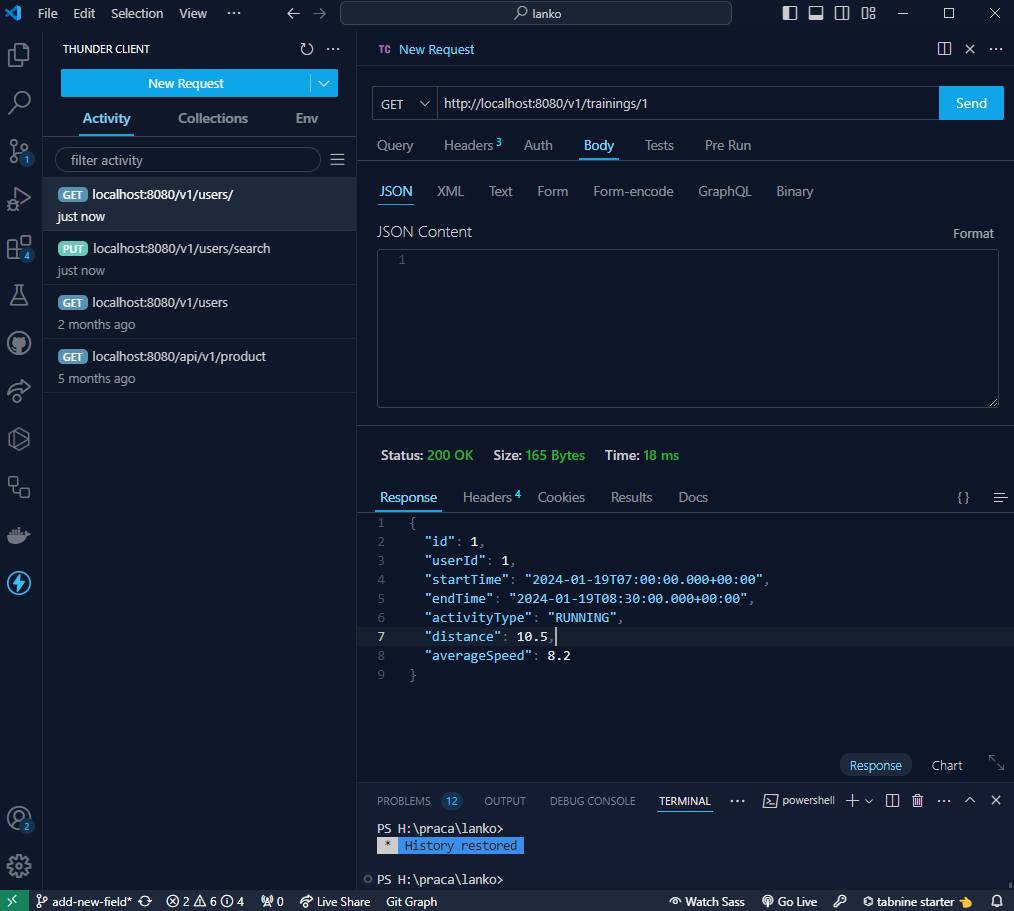 File Edit Selection View ··· lanko
THUNDER CLIENT ···
New Request
Activity Collections Env
filter activity
GET localhost:8080/v1/users/
just now
PUT localhost:8080/v1/users/search
just now
GET localhost:8080/v1/users
2 months ago
GET localhost:8080/api/v1/product
5 months ago
1
4
2
TC New Request ···
GET http://localhost:8080/v1/trainings/1 Send
Query Headers 3 Auth Body Tests Pre Run
JSON XML Text Form Form-encode GraphQL Binary
JSON Content Format
1
Status: 200 OK Size: 165 Bytes Time: 18 ms
Response Headers 4 Cookies Results Docs {}
1 {
2 "id": 1,
3 "userId": 1,
4 "startTime": "2024-01-19T07:00:00.000+00:00",
5 "endTime": "2024-01-19T08:30:00.000+00:00",
6 "activityType": "RUNNING",
7 "distance": 10.5,
8 "averageSpeed": 8.2
9 }
Response Chart
PROBLEMS 12 OUTPUT DEBUG CONSOLE TERMINAL ··· powershell ···
PS H:\praca\lanko>
* History restored
PS H:\praca\lanko>
add-new-field* 2 6 4 0 Live Share Git Graph Watch Sass Go Live tabnine starter